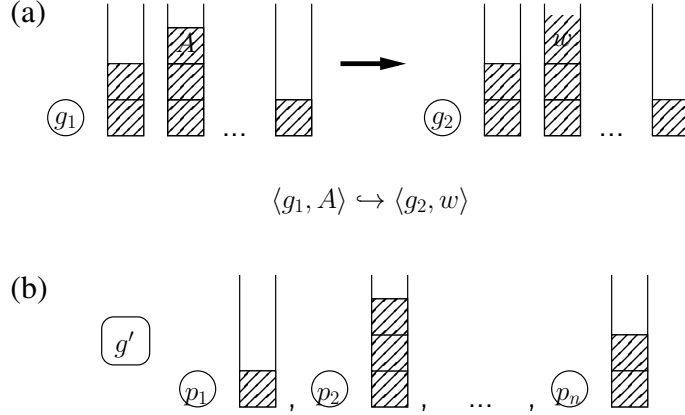 (a)
A w
g₁ ... g₂ ...
⟨g₁, A⟩ ↪ ⟨g₂, w⟩
(b)
g′
p₁ , p₂ , ... , pₙ